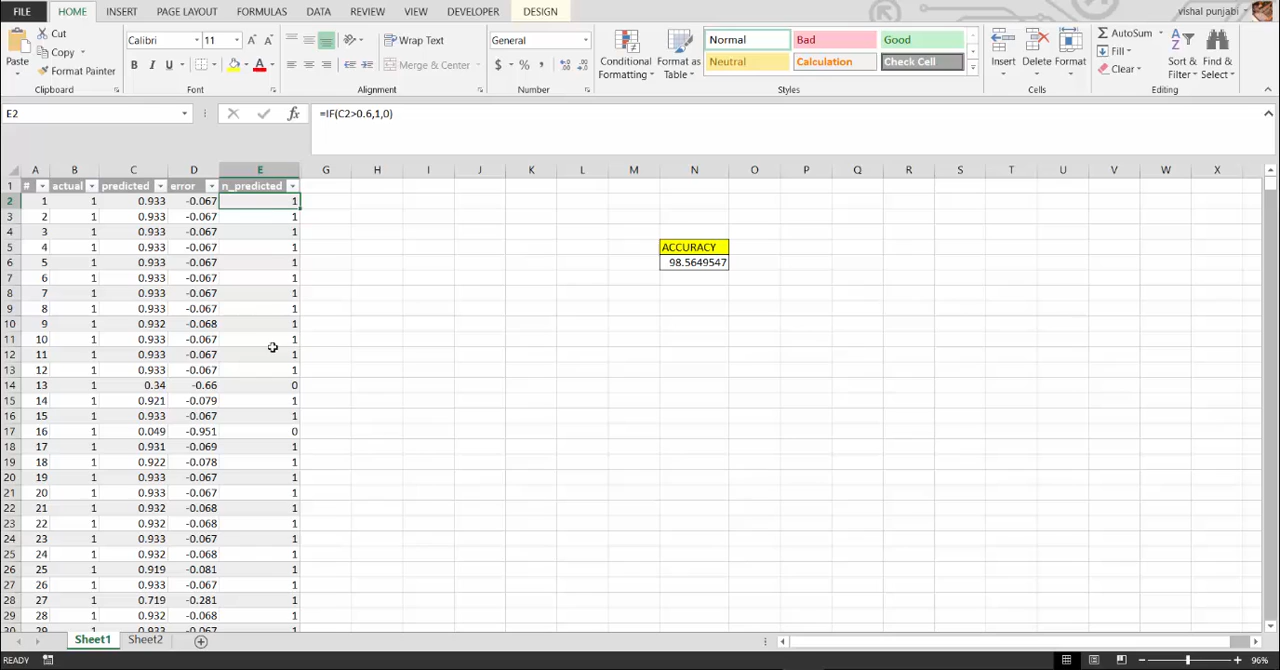 FILE HOME INSERT PAGE LAYOUT FORMULAS DATA REVIEW VIEW DEVELOPER DESIGN vishal punjabi
Cut Calibri 11 A A Wrap Text General Normal Bad Good AutoSum
Copy Fill
Paste Format Painter B I U A Merge & Center $ % , Conditional Formatting Format as Table Neutral Calculation Check Cell Insert Delete Format Clear Sort & Filter Find & Select
Clipboard Font Alignment Number Styles Cells Editing
E2 fx =IF(C2>0.6,1,0)
A B C D E F G H I J K L M N O P Q R S T U V W X
1 # actual predicted error n_predicted
2 1 1 0.933 -0.067 1
3 2 1 0.933 -0.067 1
4 3 1 0.933 -0.067 1
5 4 1 0.933 -0.067 1 ACCURACY
6 5 1 0.933 -0.067 1 98.5649547
7 6 1 0.933 -0.067 1
8 7 1 0.933 -0.067 1
9 8 1 0.933 -0.067 1
10 9 1 0.932 -0.068 1
11 10 1 0.933 -0.067 1
12 11 1 0.933 -0.067 1
13 12 1 0.933 -0.067 1
14 13 1 0.34 -0.66 0
15 14 1 0.921 -0.079 1
16 15 1 0.933 -0.067 1
17 16 1 0.049 -0.951 0
18 17 1 0.931 -0.069 1
19 18 1 0.922 -0.078 1
20 19 1 0.933 -0.067 1
21 20 1 0.933 -0.067 1
22 21 1 0.932 -0.068 1
23 22 1 0.932 -0.068 1
24 23 1 0.933 -0.067 1
25 24 1 0.932 -0.068 1
26 25 1 0.919 -0.081 1
27 26 1 0.933 -0.067 1
28 27 1 0.719 -0.281 1
29 28 1 0.932 -0.068 1
30 29 1 0.933 -0.067 1
Sheet1 Sheet2
READY 96%